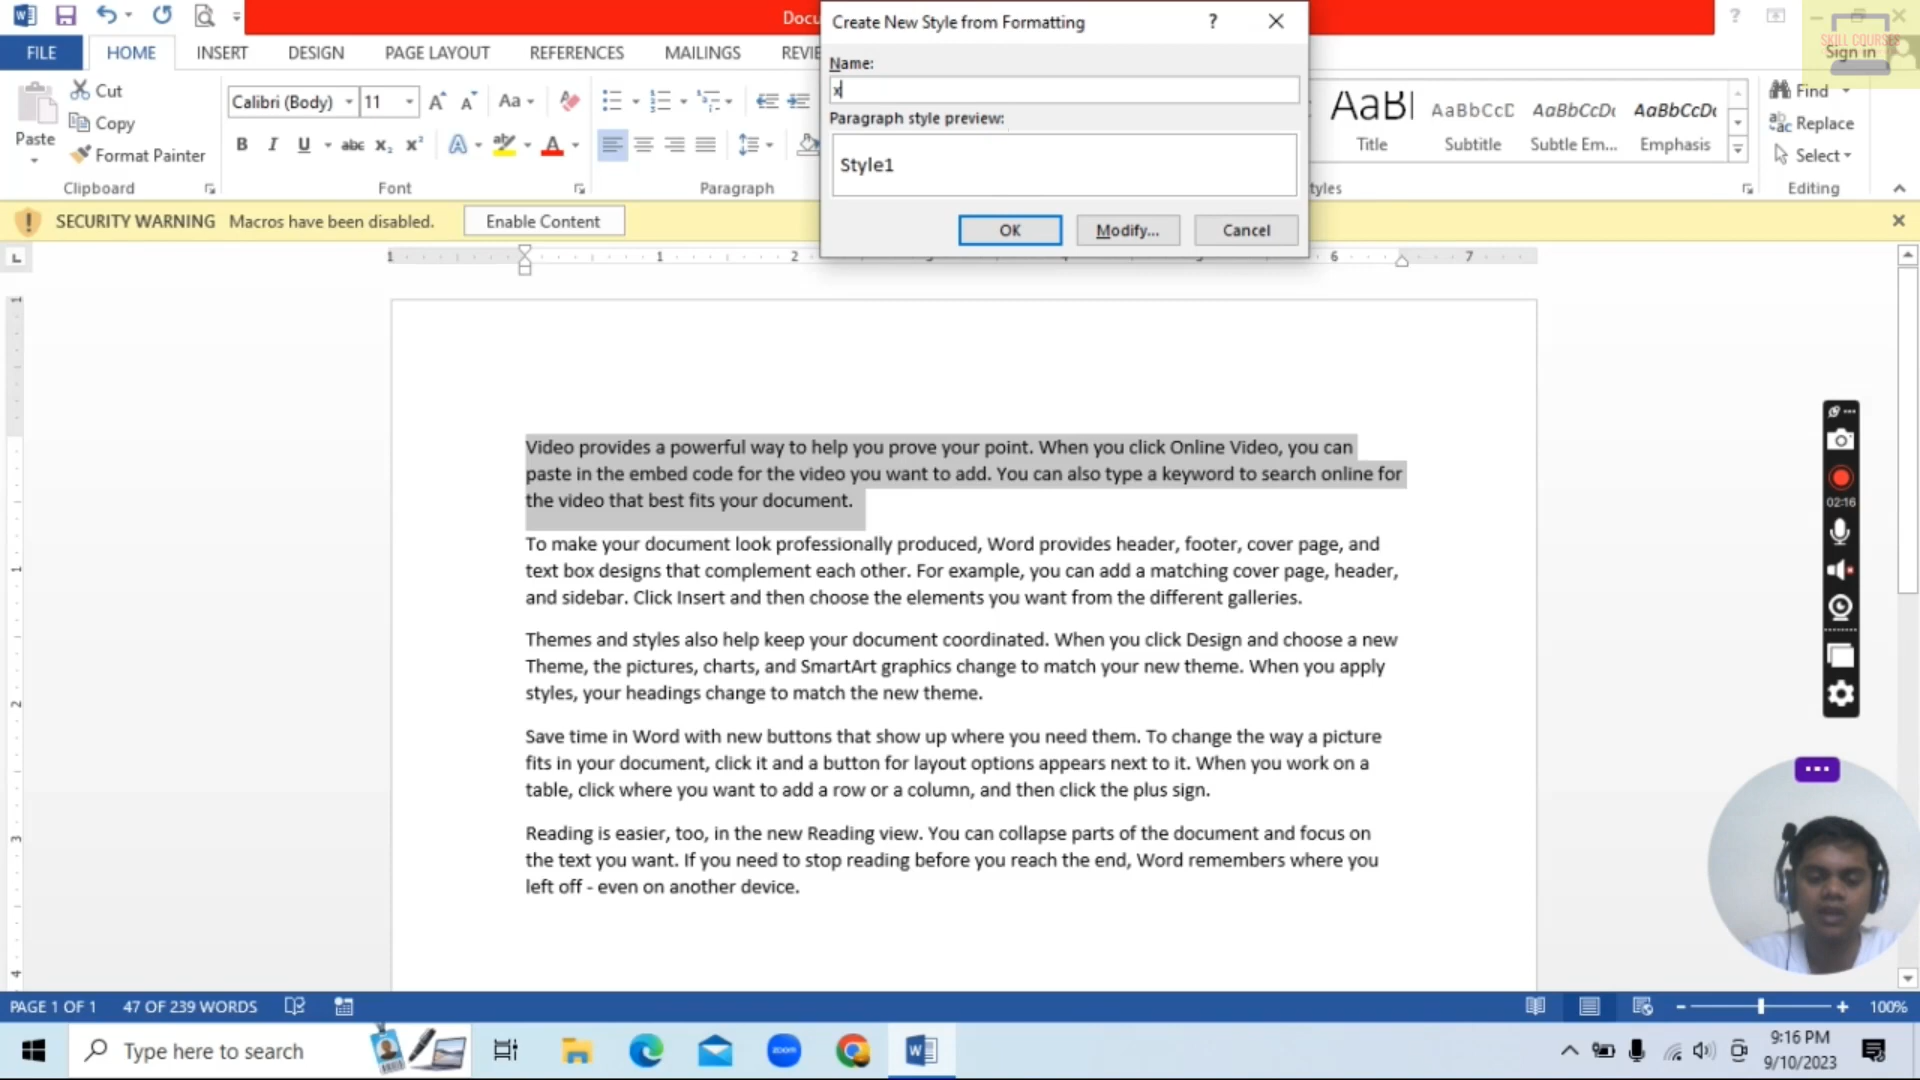 Docu
Create New Style from Formatting
?
SKILL COURSES
Sign in
FILE
HOME
INSERT
DESIGN
PAGE LAYOUT
REFERENCES
MAILINGS
REVIE
Name:
x
Paragraph style preview:
Style1
OK
Modify...
Cancel
Cut
Copy
Paste
Format Painter
Clipboard
Calibri (Body)
11
Font
Paragraph
AaB
Title
AaBbCcD
Subtitle
AaBbCcDc
Subtle Em...
AaBbCcDc
Emphasis
tyles
Find
Replace
Select
Editing
SECURITY WARNING Macros have been disabled.
Enable Content
Video provides a powerful way to help you prove your point. When you click Online Video, you can
paste in the embed code for the video you want to add. You can also type a keyword to search online for
the video that best fits your document.
To make your document look professionally produced, Word provides header, footer, cover page, and
text box designs that complement each other. For example, you can add a matching cover page, header,
and sidebar. Click Insert and then choose the elements you want from the different galleries.
Themes and styles also help keep your document coordinated. When you click Design and choose a new
Theme, the pictures, charts, and SmartArt graphics change to match your new theme. When you apply
styles, your headings change to match the new theme.
Save time in Word with new buttons that show up where you need them. To change the way a picture
fits in your document, click it and a button for layout options appears next to it. When you work on a
table, click where you want to add a row or a column, and then click the plus sign.
Reading is easier, too, in the new Reading view. You can collapse parts of the document and focus on
the text you want. If you need to stop reading before you reach the end, Word remembers where you
left off - even on another device.
02:16
PAGE 1 OF 1
47 OF 239 WORDS
100%
Type here to search
zoom
9:16 PM
9/10/2023